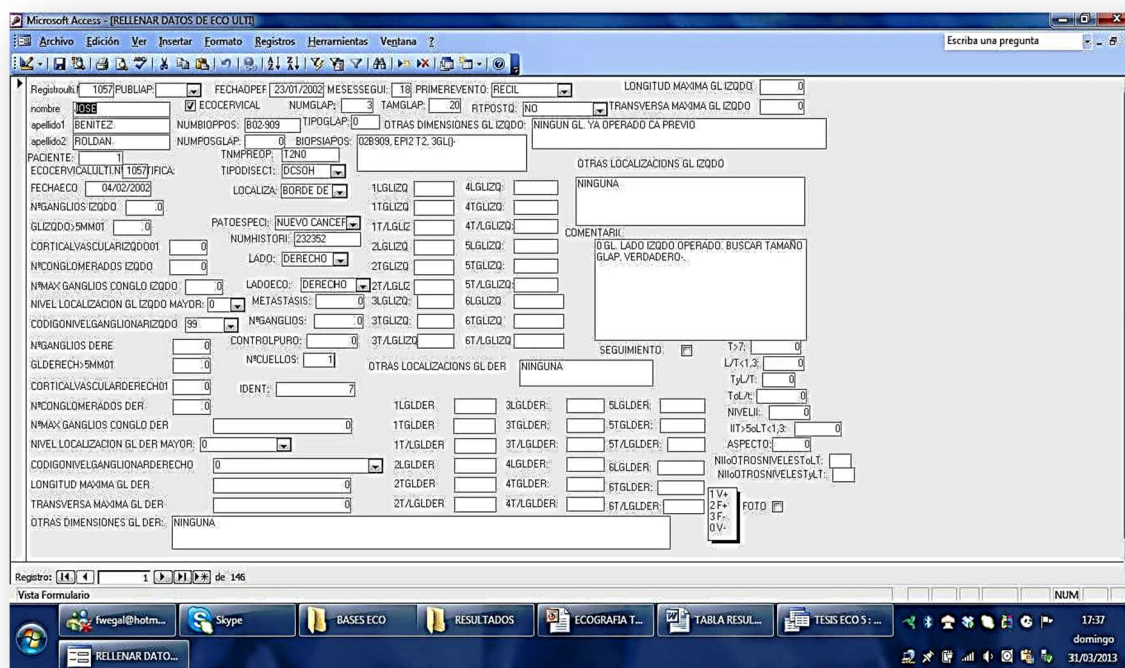 Microsoft Access - [RELLENAR DATOS DE ECO ULTI]
Archivo Edición Ver Insertar Formato Registros Herramientas Ventana ? Escriba una pregunta
Registroulti.N 1057 PUBLIAP: FECHAOPEF 23/01/2002 MESESSEGUI: 18 PRIMEREVENTO: RECIL LONGITUD MAXIMA GL IZQDO 0
nombre JOSE ECOCERVICAL NUMGLAP: 3 TAMGLAP: 20 RTPOSTQ: NO TRANSVERSA MAXIMA GL IZQDO 0
apellido1 BENITEZ NUMBIOPPOS: B02-909 TIPOGLAP: 0 OTRAS DIMENSIONES GL IZQDO: NINGUN GL. YA OPERADO CA PREVIO
apellido2 ROLDAN NUMPOSGLAP: 0 BIOPSIAPOS: 02B909, EPI2 T2, 3GL()-
PACIENTE: 1 TNMPREOP: T2N0 OTRAS LOCALIZACIONS GL IZQDO
ECOCERVICALULTI.Nº 1057 TIFICA: TIPODISECT: DCSOH NINGUNA
FECHAECO 04/02/2002 LOCALIZA: BORDE DE 1LGLIZQ 4LGLIZQ:
NºGANGLIOS IZQDO .0 1TGLIZQ 4TGLIZQ:
GLIZQDO>5MM01 .0 PATOESPECI: NUEVO CANCEF 1T/LGLIZ 4T/LGLIZQ: COMENTARIC
CORTICALVASCULARIZQDO01 0 NUMHISTORI: 232352 2LGLIZQ 5LGLIZQ: 0 GL. LADO IZQDO OPERADO. BUSCAR TAMAÑO
LADO: DERECHO GLAP, VERDADERO-.
NºCONGLOMERADOS IZQDO .0 2TGLIZQ 5TGLIZQ:
NºMAX GANGLIOS CONGLO IZQDO .0 LADOECO: DERECHO 2T/LGLIZ 5T/LGLIZQ:
NIVEL LOCALIZACION GL IZQDO MAYOR: 0 METASTASIS: 0 3LGLIZQ: 6LGLIZQ
CODIGONIVELGANGLIONARIZQDO 99 NºGANGLIOS: 0 3TGLIZQ: 6TGLIZQ
NºGANGLIOS DERE 0 CONTROLPURO: 0 3T/LGLIZQ 6T/LGLIZQ: SEGUIMIENTO T>7: 0
GLDERECH>5MM01 .0 NºCUELLOS: 1 OTRAS LOCALIZACIONS GL DER NINGUNA L/T<1,3: 0
CORTICALVASCULARDERECH01 0 IDENT: 7 TyL/T: 0
NºCONGLOMERADOS DER .0 1LGLDER 3LGLDER: 5LGLDER: ToL/t: 0
NºMAX GANGLIOS CONGLO DER 0 1TGLDER 3TGLDER: .5TGLDER: NIVELII: 0
IIT>5oLT<1,3: 0
NIVEL LOCALIZACION GL DER MAYOR: 0 1T/LGLDER 3T/LGLDER: 5T/LGLDER: ASPECTO: 0
CODIGONIVELGANGLIONARDERECHO 0 2LGLDER 4LGLDER: 6LGLDER: NIIoOTROSNIVELESToLT:
LONGITUD MAXIMA GL DER 0 2TGLDER 4TGLDER: 6TGLDER: NIIoOTROSNIVELESTyLT:
TRANSVERSA MAXIMA GL DER 0 2T/LGLDER 4T/LGLDER: 6T/LGLDER: FOTO
1 V+
2 F+
3 F-
0 V-
OTRAS DIMENSIONES GL DER: NINGUNA
Registro: 1 de 146
Vista Formulario NUM
fwegal@hotm... Skype BASES ECO RESULTADOS ECOGRAFIA T... TABLA RESUL... TESIS ECO 5 : ... 17:37
domingo
RELLENAR DATO... 31/03/2013